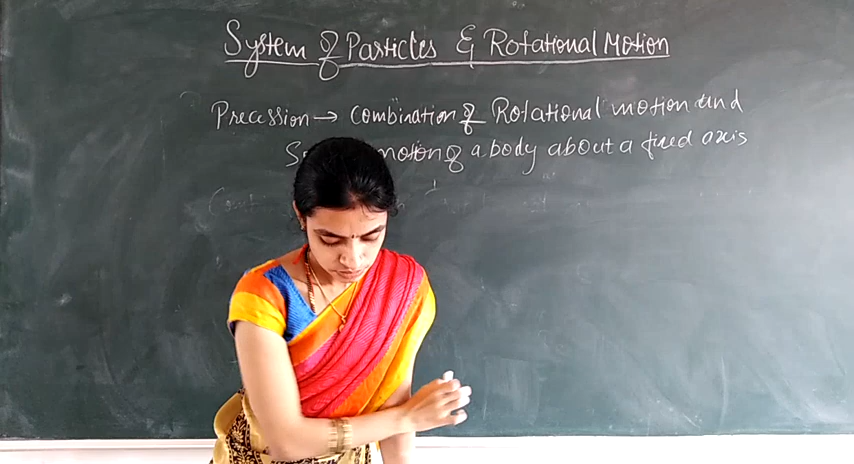 System of Particles & Rotational Motion
Precession → Combination of Rotational motion and
motion of a body about a fixed axis